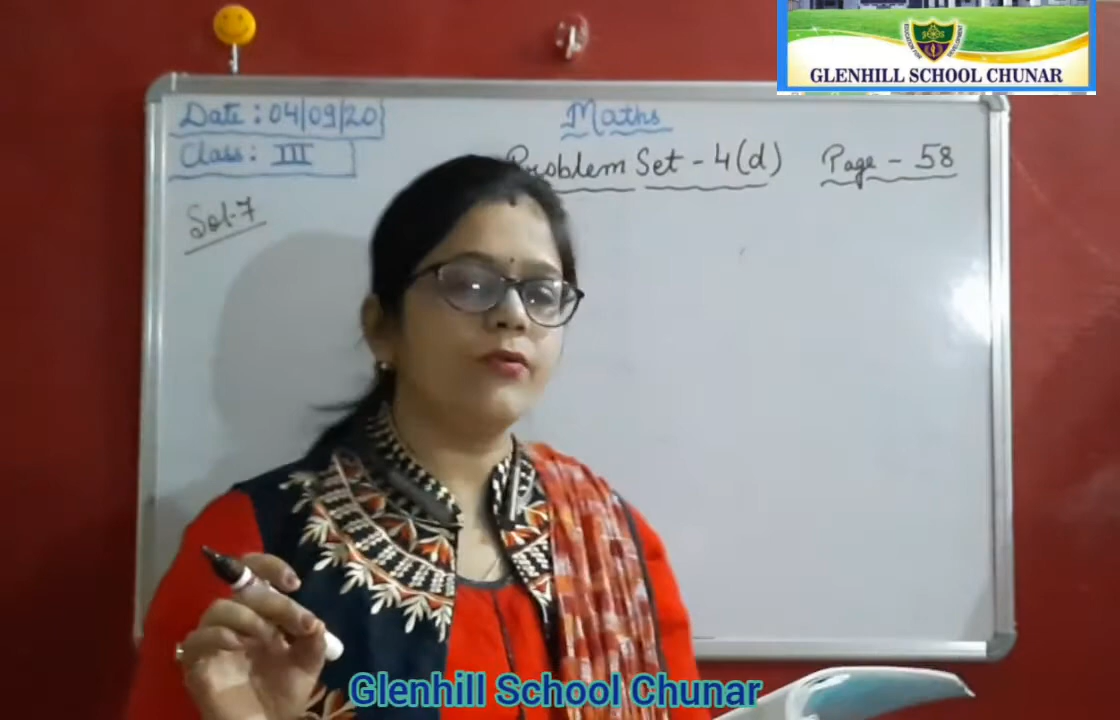 GLENHILL SCHOOL CHUNAR
Date : 04/09/20
Maths
Class : III
Problem Set - 4(d)
Page - 58
Sol-7
Glenhill School Chunar